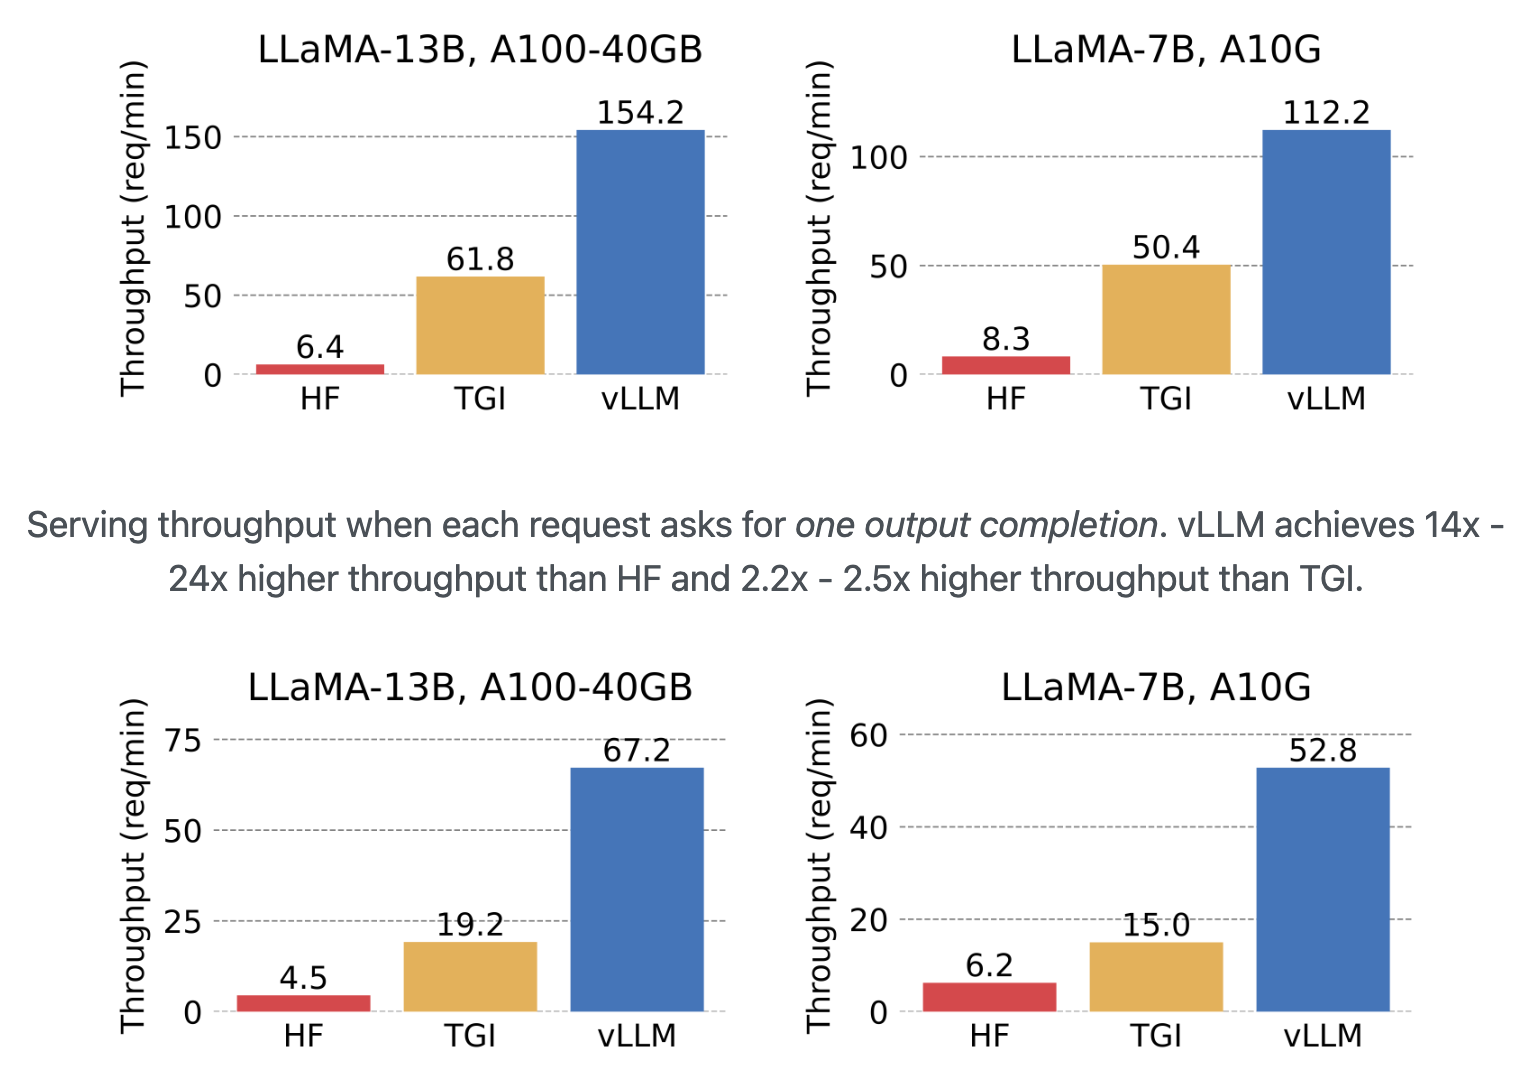 LLaMA-13B, A100-40GB
Throughput (req/min)
150
100
50
0
6.4
61.8
154.2
HF
TGI
vLLM
LLaMA-7B, A10G
Throughput (req/min)
100
50
0
8.3
50.4
112.2
HF
TGI
vLLM
Serving throughput when each request asks for one output completion. vLLM achieves 14x -
24x higher throughput than HF and 2.2x - 2.5x higher throughput than TGI.
LLaMA-13B, A100-40GB
Throughput (req/min)
75
50
25
0
4.5
19.2
67.2
HF
TGI
vLLM
LLaMA-7B, A10G
Throughput (req/min)
60
40
20
0
6.2
15.0
52.8
HF
TGI
vLLM